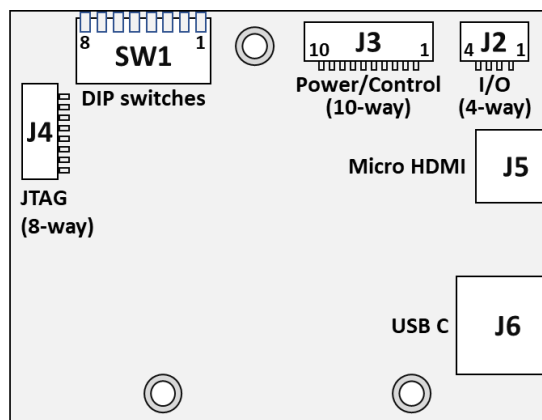 8 1
SW1
DIP switches
10 J3 1
Power/Control
(10-way)
4 J2 1
I/O
(4-way)
J4
JTAG
(8-way)
Micro HDMI
J5
USB C
J6